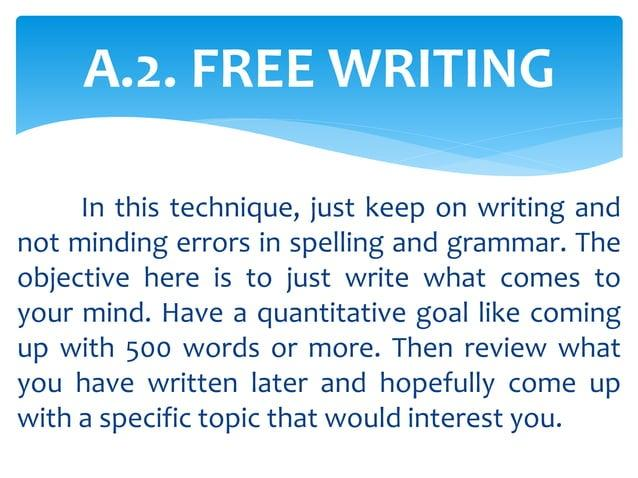 A.2. FREE WRITING
In this technique, just keep on writing and
not minding errors in spelling and grammar. The
objective here is to just write what comes to
your mind. Have a quantitative goal like coming
up with 500 words or more. Then review what
you have written later and hopefully come up
with a specific topic that would interest you.